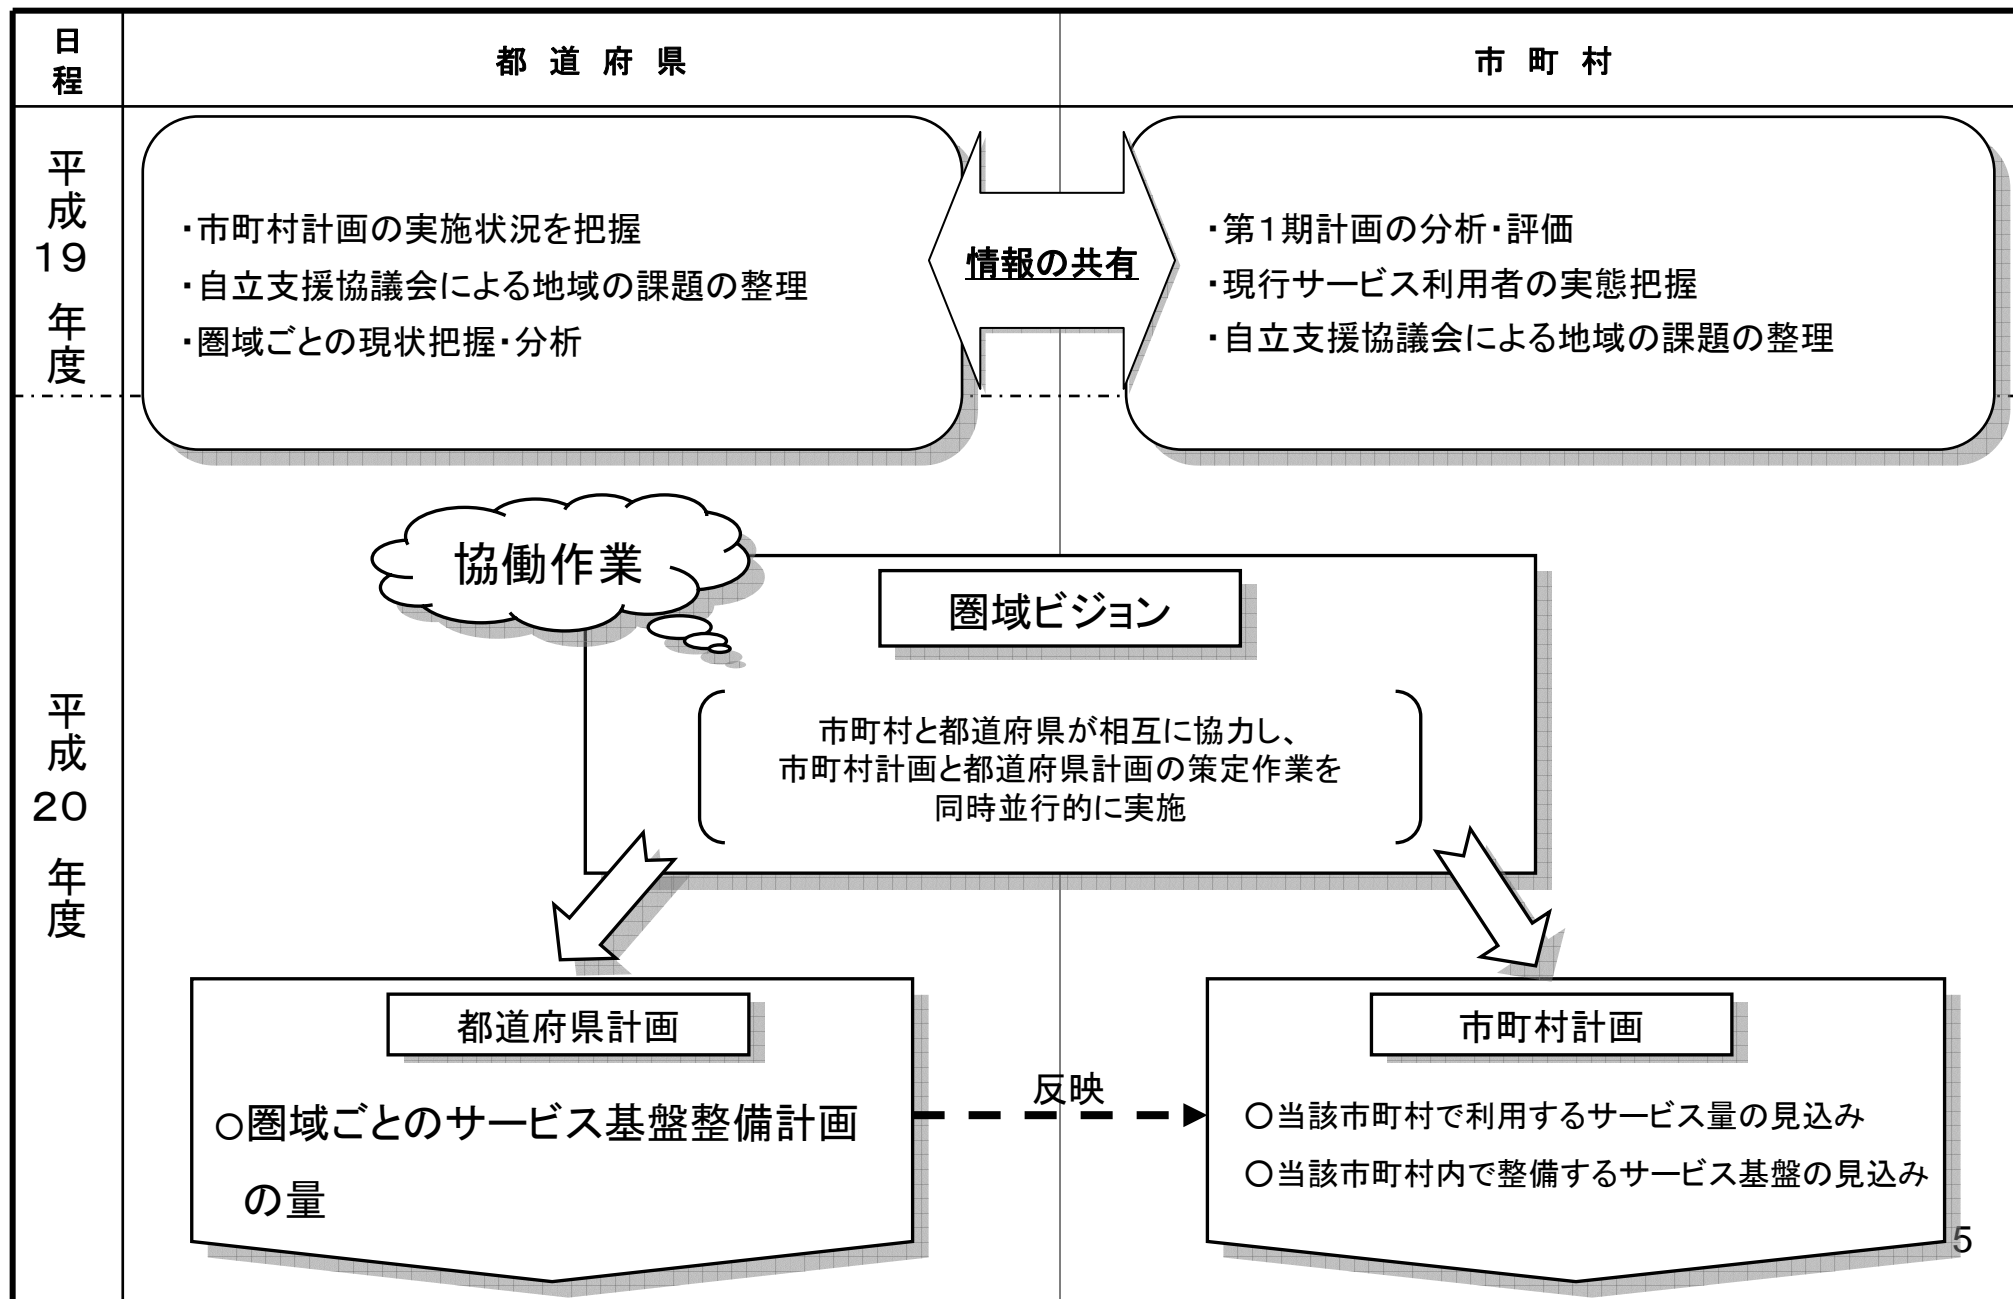 日程
都道府県
市町村
平成19年度
・市町村計画の実施状況を把握
・自立支援協議会による地域の課題の整理
・圏域ごとの現状把握・分析
情報の共有
・第1期計画の分析・評価
・現行サービス利用者の実態把握
・自立支援協議会による地域の課題の整理
平成20年度
協働作業
圏域ビジョン
市町村と都道府県が相互に協力し、
市町村計画と都道府県計画の策定作業を
同時並行的に実施
都道府県計画
○圏域ごとのサービス基盤整備計画
の量
反映
市町村計画
○当該市町村で利用するサービス量の見込み
○当該市町村内で整備するサービス基盤の見込み
5